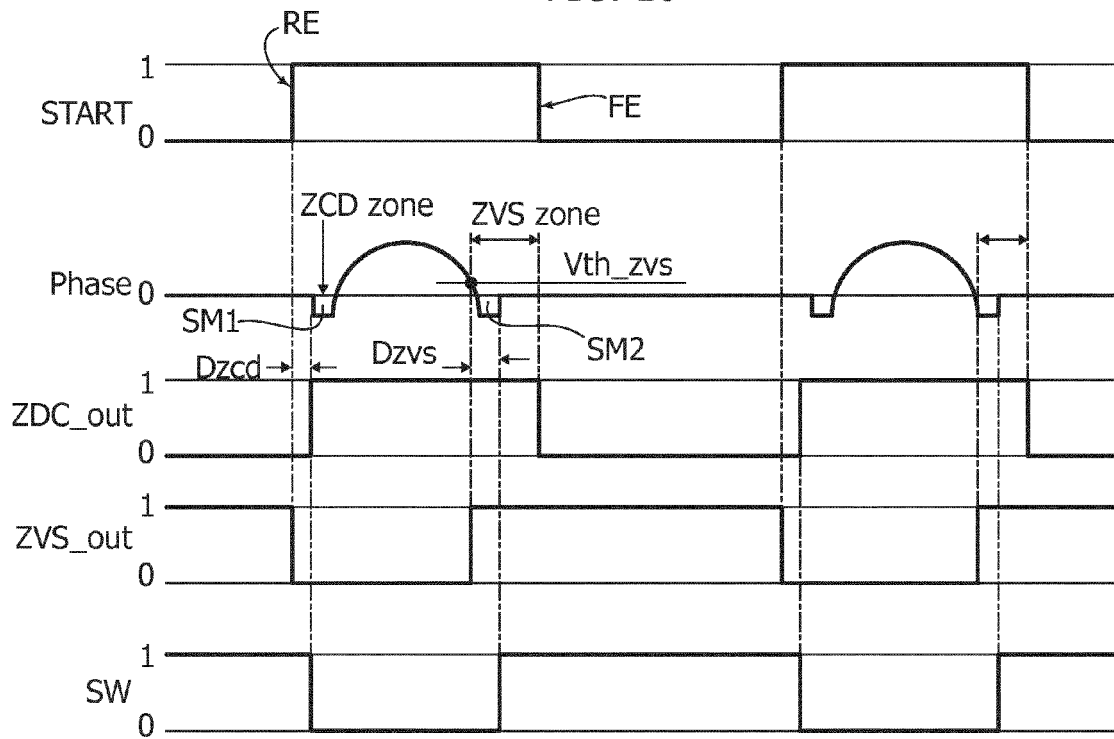 RE
1
START
0
FE
ZCD zone
ZVS zone
Vth_zvs
Phase 0
SM1
SM2
Dzcd
Dzvs
1
ZDC_out
0
1
ZVS_out
0
1
SW
0